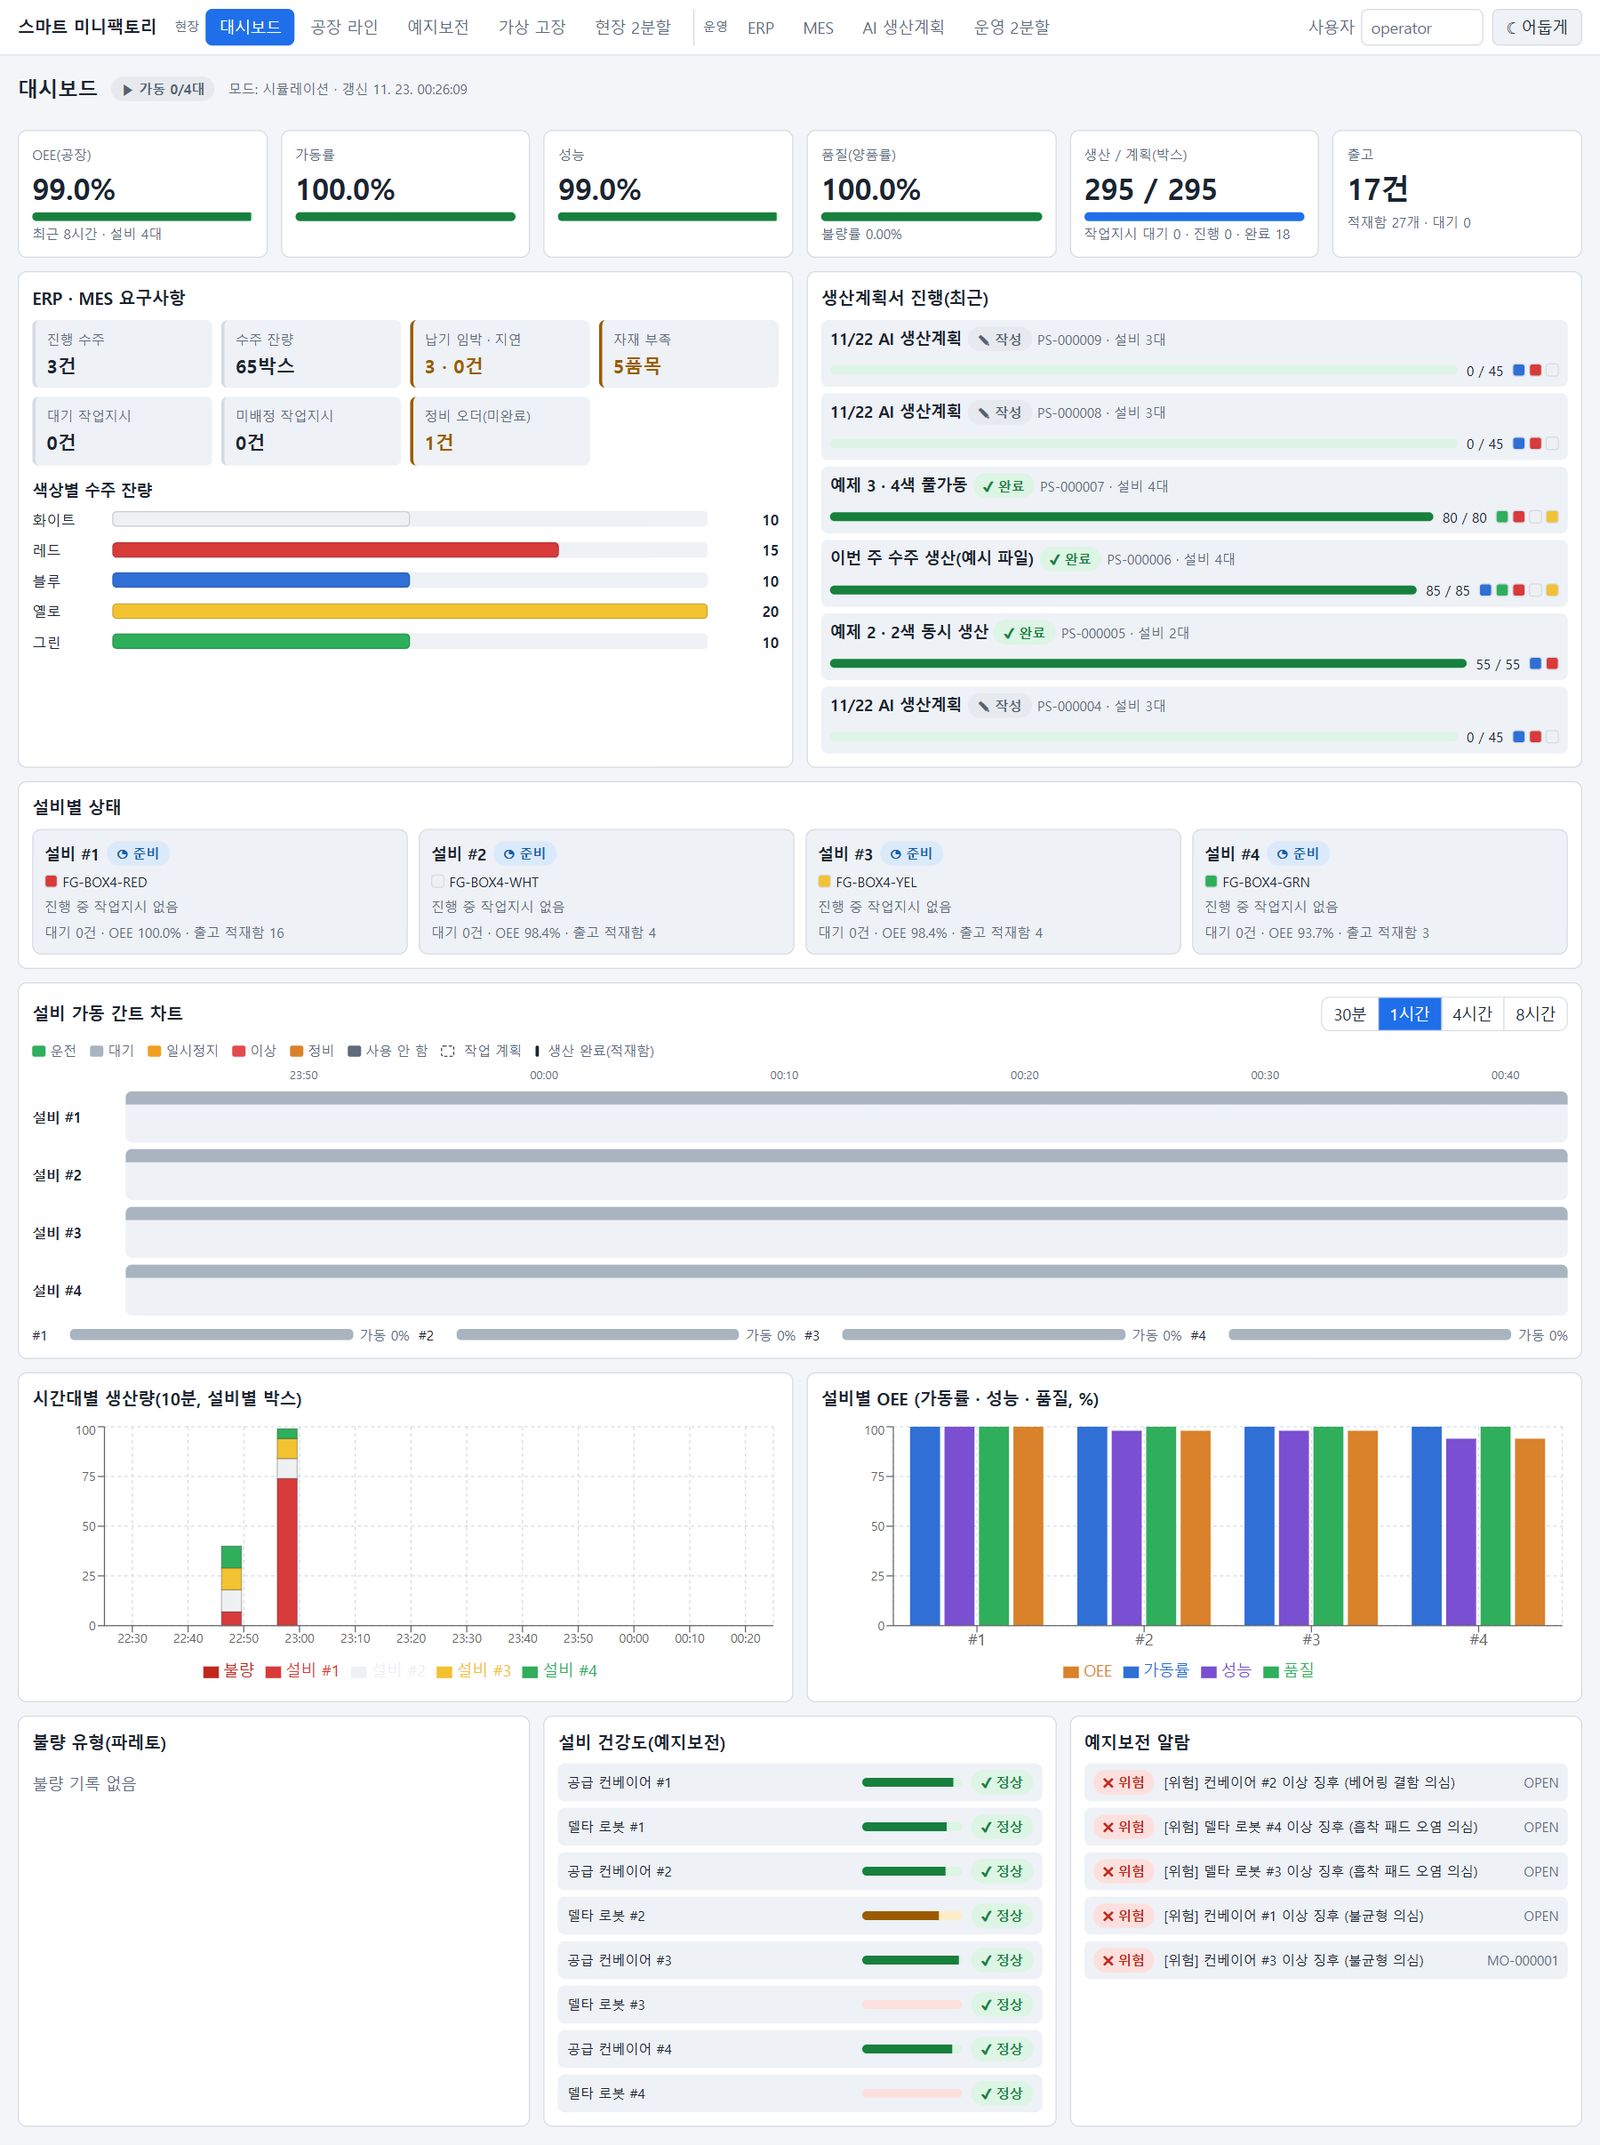 스마트 미니팩토리 현장 대시보드 공장 라인 예지보전 가상 고장 현장 2분할 운영 ERP MES AI 생산계획 운영 2분할 사용자 operator ☾ 어둡게
대시보드 ▶ 가동 0/4대 모드: 시뮬레이션 · 갱신 11. 23. 00:26:09
OEE(공장)
99.0%
최근 8시간 · 설비 4대
가동률
100.0%
성능
99.0%
품질(양품률)
100.0%
불량률 0.00%
생산 / 계획(박스)
295 / 295
작업지시 대기 0 · 진행 0 · 완료 18
출고
17건
적재함 27개 · 대기 0
ERP · MES 요구사항
진행 수주
3건
수주 잔량
65박스
납기 임박 · 지연
3 · 0건
자재 부족
5품목
대기 작업지시
0건
미배정 작업지시
0건
정비 오더(미완료)
1건
색상별 수주 잔량
화이트 10
레드 15
블루 10
옐로 20
그린 10
생산계획서 진행(최근)
11/22 AI 생산계획 ✎ 작성 PS-000009 · 설비 3대
0 / 45
11/22 AI 생산계획 ✎ 작성 PS-000008 · 설비 3대
0 / 45
예제 3 · 4색 풀가동 ✓ 완료 PS-000007 · 설비 4대
80 / 80
이번 주 수주 생산(예시 파일) ✓ 완료 PS-000006 · 설비 4대
85 / 85
예제 2 · 2색 동시 생산 ✓ 완료 PS-000005 · 설비 2대
55 / 55
11/22 AI 생산계획 ✎ 작성 PS-000004 · 설비 3대
0 / 45
설비별 상태
설비 #1 ◔ 준비
FG-BOX4-RED
진행 중 작업지시 없음
대기 0건 · OEE 100.0% · 출고 적재함 16
설비 #2 ◔ 준비
FG-BOX4-WHT
진행 중 작업지시 없음
대기 0건 · OEE 98.4% · 출고 적재함 4
설비 #3 ◔ 준비
FG-BOX4-YEL
진행 중 작업지시 없음
대기 0건 · OEE 98.4% · 출고 적재함 4
설비 #4 ◔ 준비
FG-BOX4-GRN
진행 중 작업지시 없음
대기 0건 · OEE 93.7% · 출고 적재함 3
설비 가동 간트 차트 30분 1시간 4시간 8시간
운전 대기 일시정지 이상 정비 사용 안 함 작업 계획 생산 완료(적재함)
23:50 00:00 00:10 00:20 00:30 00:40
설비 #1
설비 #2
설비 #3
설비 #4
#1 가동 0% #2 가동 0% #3 가동 0% #4 가동 0%
시간대별 생산량(10분, 설비별 박스)
100
75
50
25
0
22:30 22:40 22:50 23:00 23:10 23:20 23:30 23:40 23:50 00:00 00:10 00:20
불량 설비 #1 설비 #2 설비 #3 설비 #4
설비별 OEE (가동률 · 성능 · 품질, %)
100
75
50
25
0
#1 #2 #3 #4
OEE 가동률 성능 품질
불량 유형(파레토)
불량 기록 없음
설비 건강도(예지보전)
공급 컨베이어 #1 ✓ 정상
델타 로봇 #1 ✓ 정상
공급 컨베이어 #2 ✓ 정상
델타 로봇 #2 ✓ 정상
공급 컨베이어 #3 ✓ 정상
델타 로봇 #3 ✓ 정상
공급 컨베이어 #4 ✓ 정상
델타 로봇 #4 ✓ 정상
예지보전 알람
✕ 위험 [위험] 컨베이어 #2 이상 징후 (베어링 결함 의심) OPEN
✕ 위험 [위험] 델타 로봇 #4 이상 징후 (흡착 패드 오염 의심) OPEN
✕ 위험 [위험] 델타 로봇 #3 이상 징후 (흡착 패드 오염 의심) OPEN
✕ 위험 [위험] 컨베이어 #1 이상 징후 (불균형 의심) OPEN
✕ 위험 [위험] 컨베이어 #3 이상 징후 (불균형 의심) MO-000001